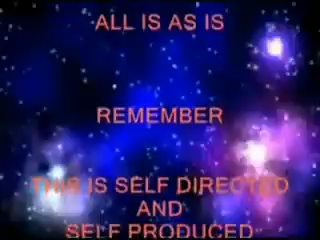 ALL IS AS IS
REMEMBER
THIS IS SELF DIRECTED
AND
SELF PRODUCED